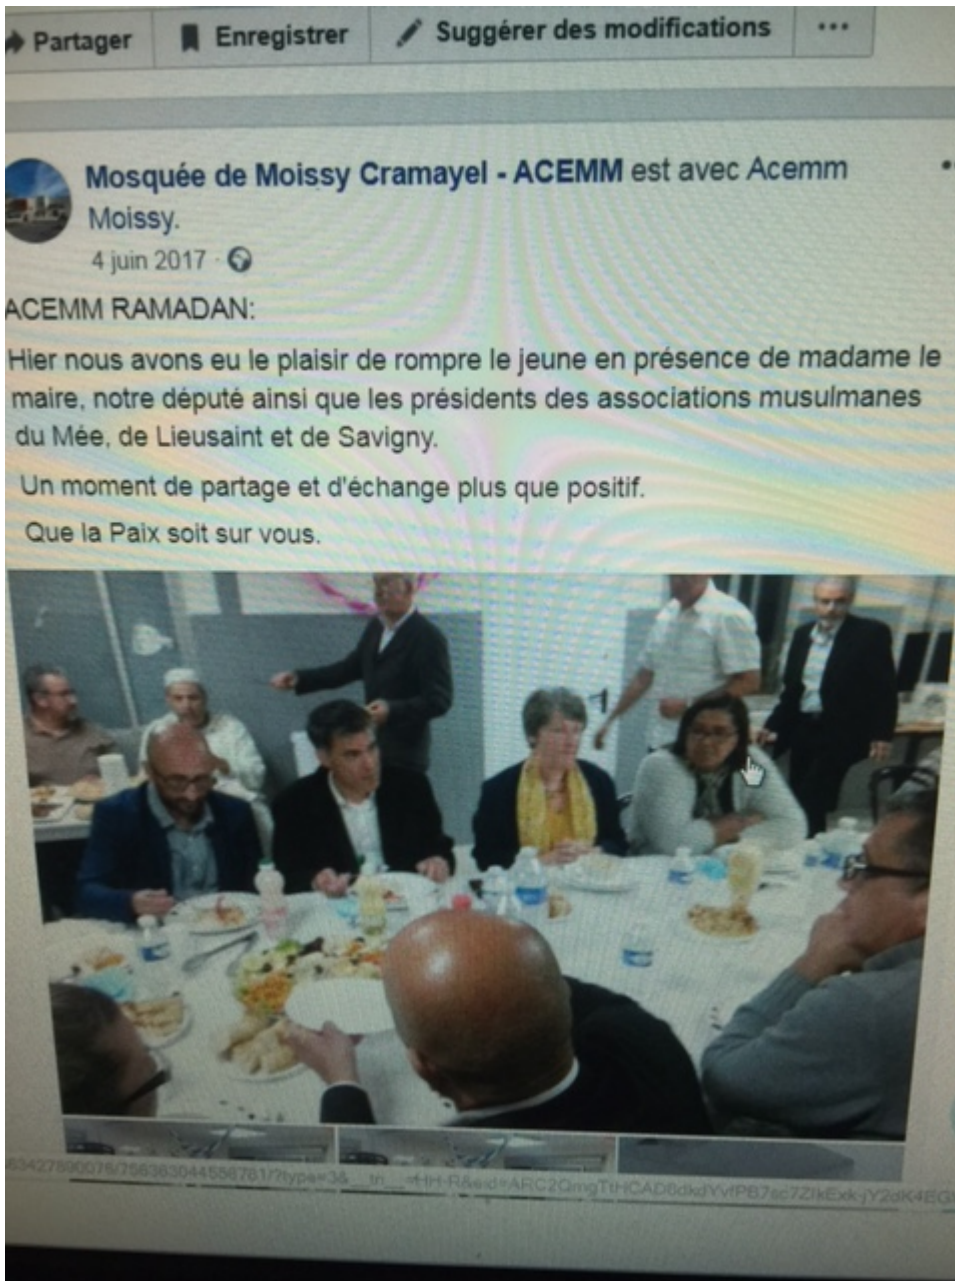 Partager
Enregistrer
Suggérer des modifications
Mosquée de Moissy Cramayel - ACEMM est avec Acemm
Moissy.
4 juin 2017
ACEMM RAMADAN:
Hier nous avons eu le plaisir de rompre le jeune en présence de madame le
maire, notre député ainsi que les présidents des associations musulmanes
du Mée, de Lieusaint et de Savigny.
Un moment de partage et d'échange plus que positif.
Que la Paix soit sur vous.